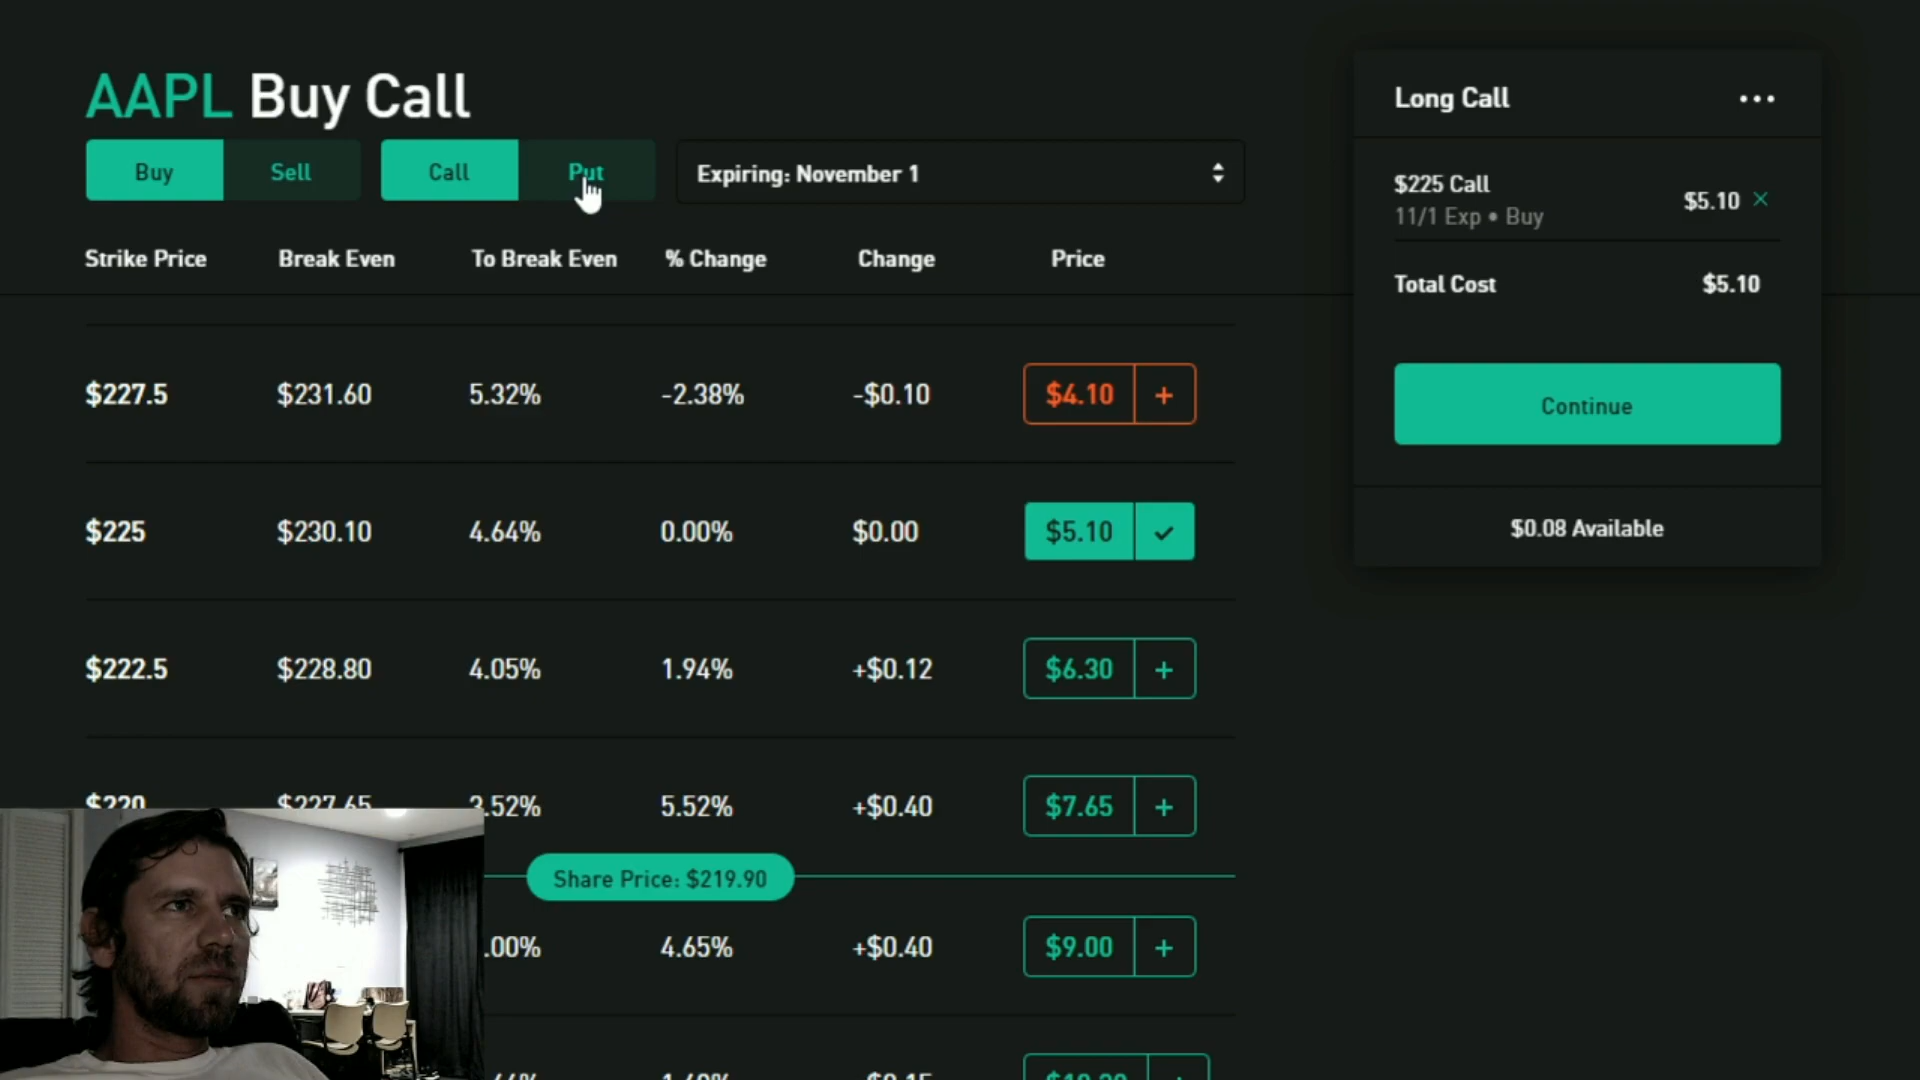 AAPL Buy Call
Buy Sell Call Put Expiring: November 1
Strike Price Break Even To Break Even % Change Change Price
$227.5 $231.60 5.32% -2.38% -$0.10 $4.10 +
$225 $230.10 4.64% 0.00% $0.00 $5.10
$222.5 $228.80 4.05% 1.94% +$0.12 $6.30 +
$220 $227.65 3.52% 5.52% +$0.40 $7.65 +
Share Price: $219.90
.00% 4.65% +$0.40 $9.00 +
Long Call
$225 Call $5.10 ×
11/1 Exp • Buy
Total Cost $5.10
Continue
$0.08 Available